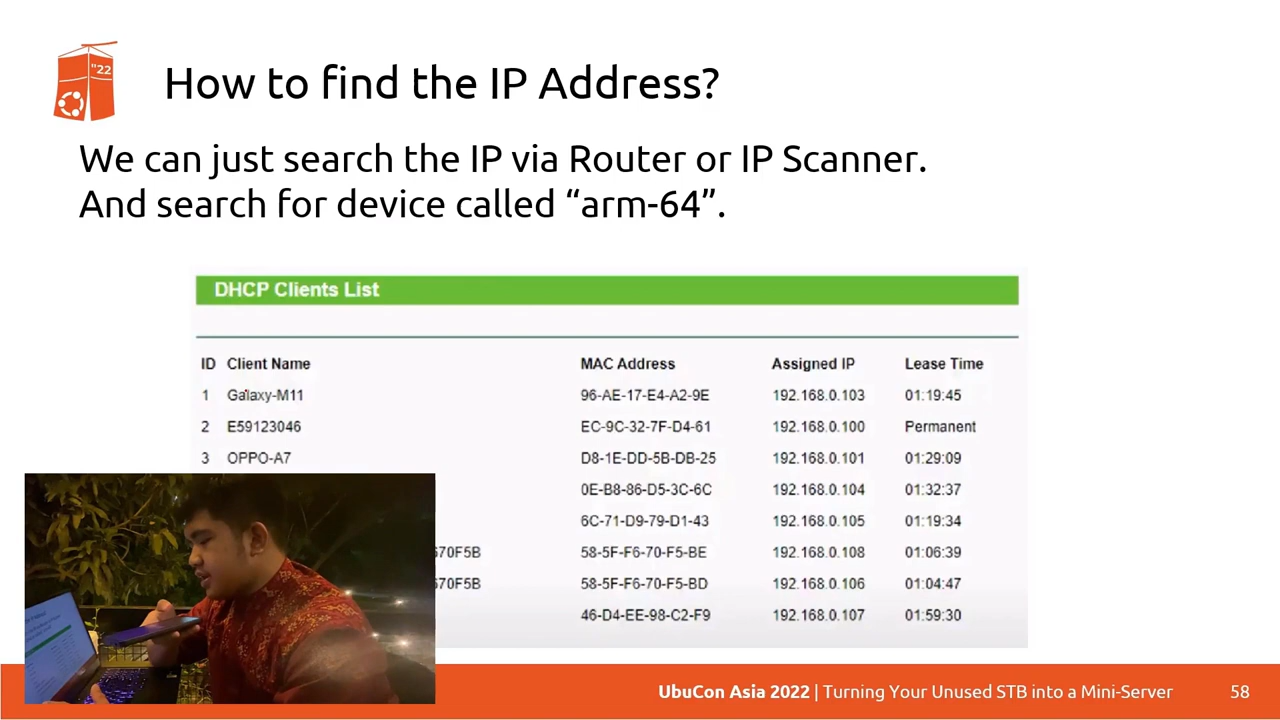 "22
How to find the IP Address?
We can just search the IP via Router or IP Scanner.
And search for device called “arm-64”.
DHCP Clients List
ID Client Name MAC Address Assigned IP Lease Time
1 Galaxy-M11 96-AE-17-E4-A2-9E 192.168.0.103 01:19:45
2 E59123046 EC-9C-32-7F-D4-61 192.168.0.100 Permanent
3 OPPO-A7 D8-1E-DD-5B-DB-25 192.168.0.101 01:29:09
0E-B8-86-D5-3C-6C 192.168.0.104 01:32:37
6C-71-D9-79-D1-43 192.168.0.105 01:19:34
670F5B 58-5F-F6-70-F5-BE 192.168.0.108 01:06:39
670F5B 58-5F-F6-70-F5-BD 192.168.0.106 01:04:47
46-D4-EE-98-C2-F9 192.168.0.107 01:59:30
UbuCon Asia 2022 | Turning Your Unused STB into a Mini-Server 58